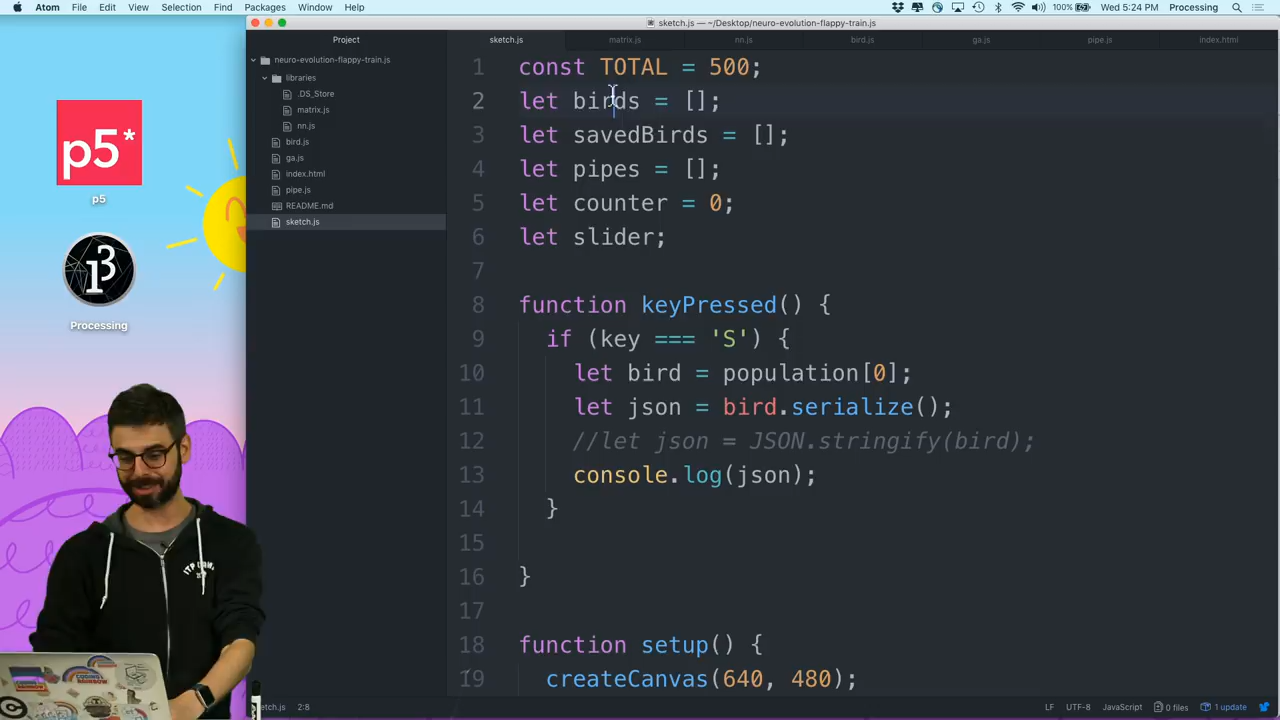 Atom File Edit View Selection Find Packages Window Help
100% Wed 5:24 PM Processing
sketch.js — ~/Desktop/neuro-evolution-flappy-train.js
Project
sketch.js matrix.js nn.js bird.js ga.js pipe.js index.html
neuro-evolution-flappy-train.js
libraries
.DS_Store
matrix.js
nn.js
bird.js
ga.js
index.html
pipe.js
README.md
sketch.js
p5*
p5
Processing
1 const TOTAL = 500;
2 let birds = [];
3 let savedBirds = [];
4 let pipes = [];
5 let counter = 0;
6 let slider;
7
8 function keyPressed() {
9 if (key === 'S') {
10 let bird = population[0];
11 let json = bird.serialize();
12 //let json = JSON.stringify(bird);
13 console.log(json);
14 }
15
16 }
17
18 function setup() {
19 createCanvas(640, 480);
ketch.js 2:8
LF UTF-8 JavaScript 0 files 1 update